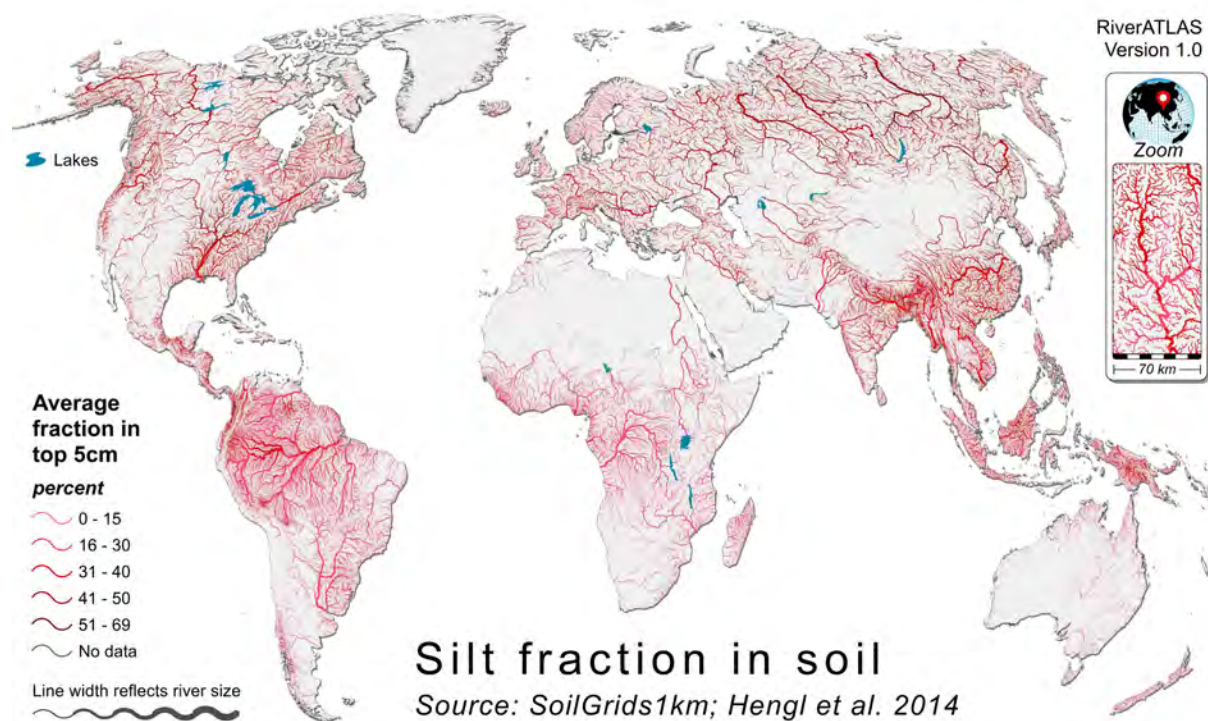 RiverATLAS
Version 1.0
Zoom
70 km
Lakes
Average
fraction in
top 5cm
percent
0 - 15
16 - 30
31 - 40
41 - 50
51 - 69
No data
Line width reflects river size
Silt fraction in soil
Source: SoilGrids1km; Hengl et al. 2014